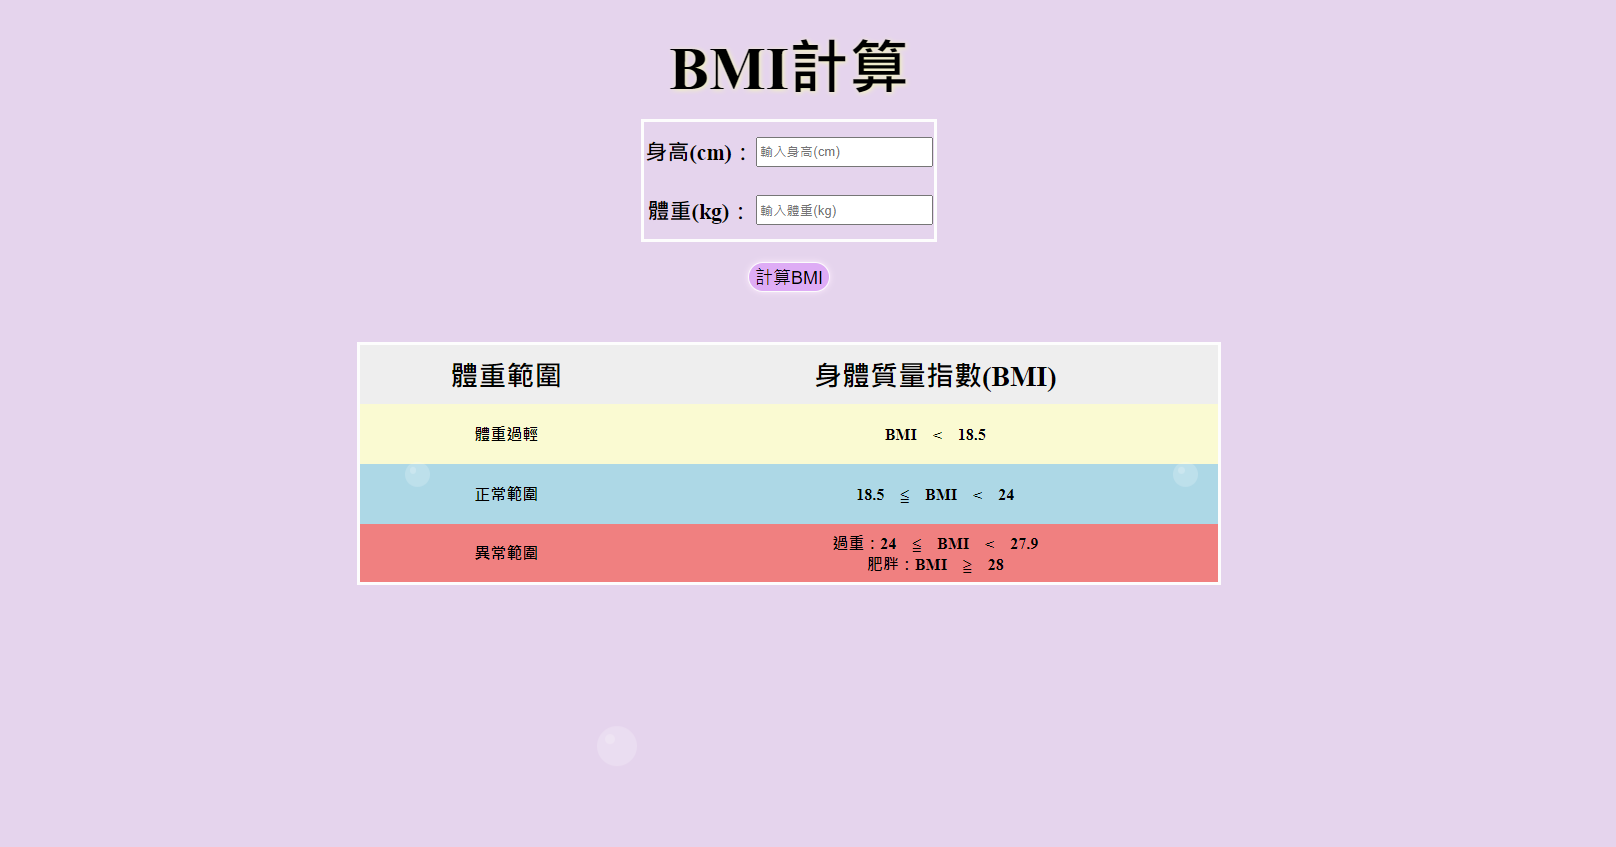 BMI計算
身高(cm)：輸入身高(cm)
體重(kg)：輸入體重(kg)
計算BMI
體重範圍 身體質量指數(BMI)
體重過輕 BMI ＜ 18.5
正常範圍 18.5 ≦ BMI ＜ 24
異常範圍 過重：24 ≦ BMI ＜ 27.9
肥胖：BMI ≧ 28